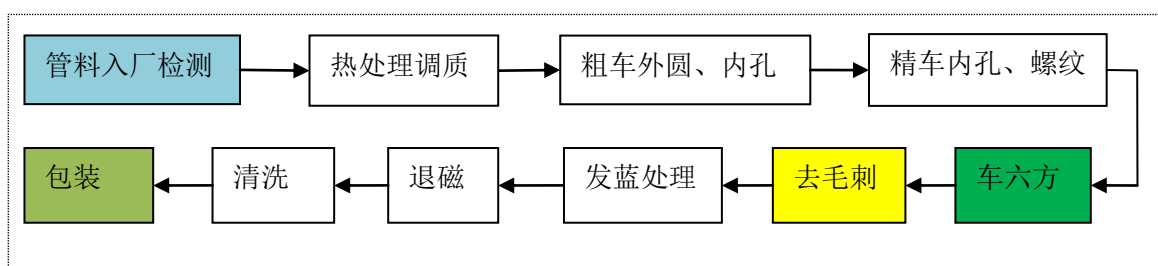 管料入厂检测
热处理调质
粗车外圆、内孔
精车内孔、螺纹
车六方
去毛刺
发蓝处理
退磁
清洗
包装